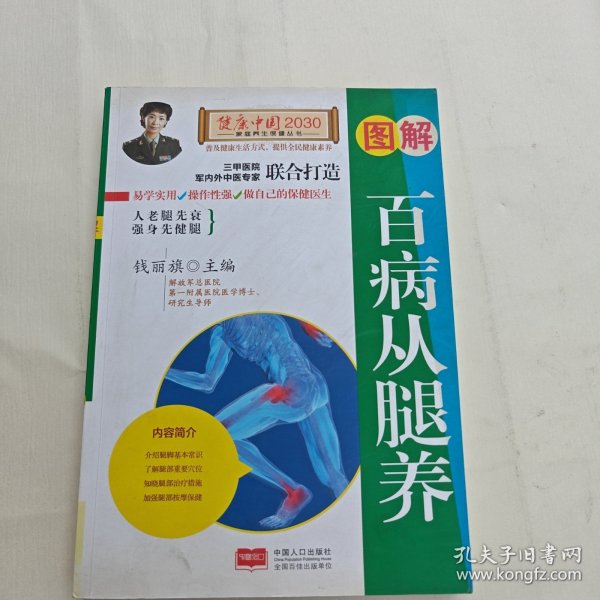 健康中国2030
家庭养生保健丛书
普及健康生活方式，提供全民健康素养
三甲医院
军内外中医专家
联合打造
易学实用✓操作性强✓做自己的保健医生
人老腿先衰
强身先健腿
钱丽旗◎主编
解放军总医院
第一附属医院医学博士、
研究生导师
图解
百病从腿养
内容简介
介绍腿脚基本常识
了解腿部重要穴位
知晓腿部治疗措施
加强腿部按摩保健
中国人口出版社
China Population Publishing House
全国百佳出版单位
孔夫子旧书网
www.kongfz.com